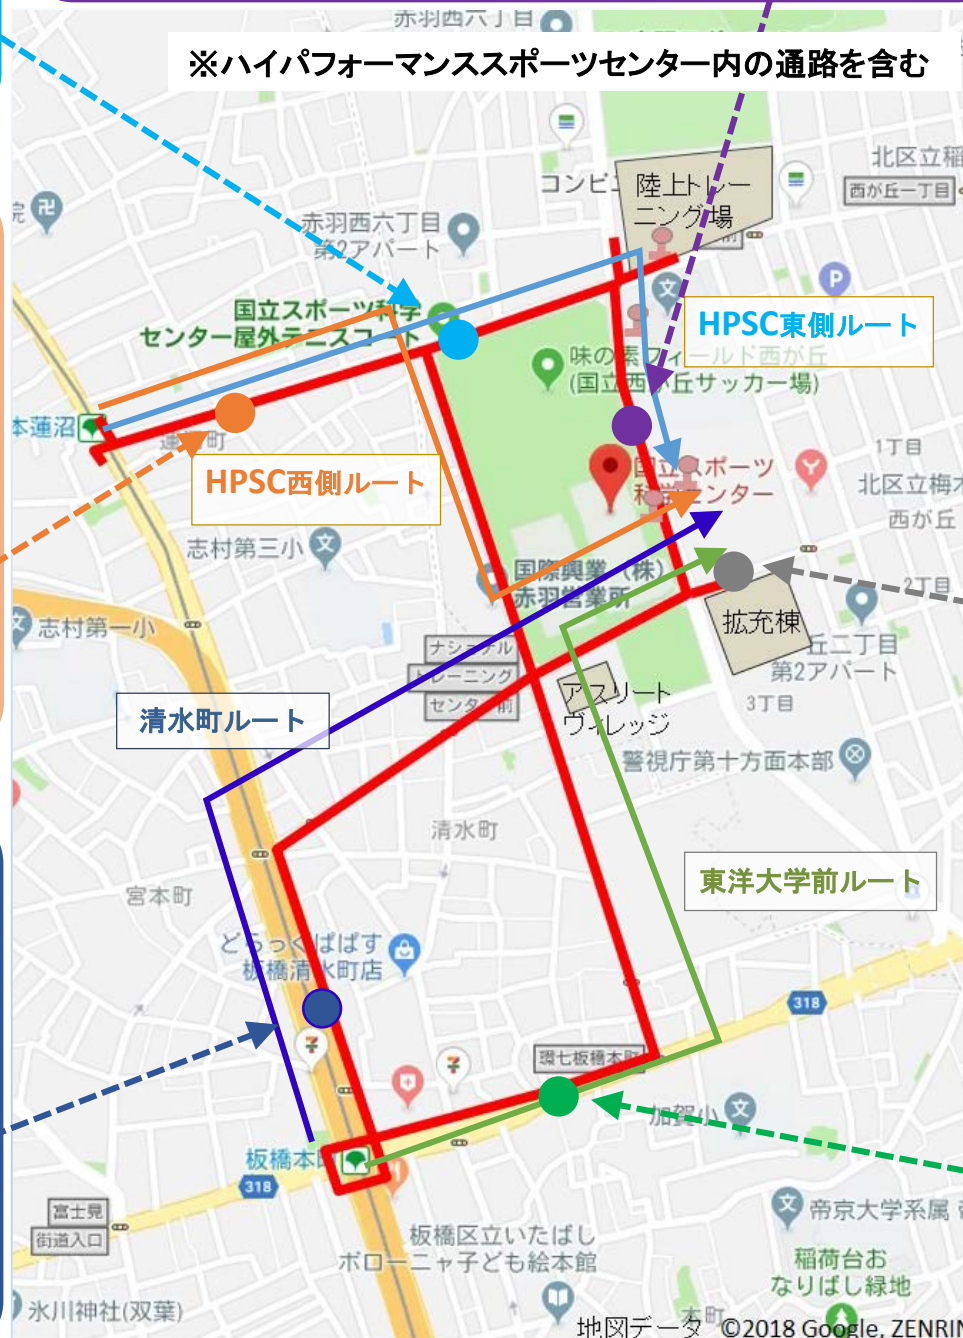 赤羽西六丁目
※ハイパフォーマンススポーツセンター内の通路を含む
北区立稲
西が丘一丁目
コンビ
陸上トレー
ニング場
前
赤羽西六丁目
第2アパート
院
国立スポーツ科学
センター屋外テニスコート
P
HPSC東側ルート
味の素フィールド西が丘
(国立西が丘サッカー場)
本蓮沼
蓮沼町
HPSC西側ルート
国立スポーツ
科学センター
1丁目
北区立梅木
西が丘
志村第三小
国際興業(株)
赤羽営業所
2丁目
志村第一小
拡充棟
丘二丁目
第2アパート
ナショナル
トレーニング
センター前
アスリート
ヴィレッジ
3丁目
清水町ルート
警視庁第十方面本部
清水町
東洋大学前ルート
宮本町
どらっぐぱぱす
板橋清水町店
318
環七板橋本町
加賀小
板橋本町
318
富士見
街道入口
帝京大学系属
板橋区立いたばし
ボローニャ子ども絵本館
稲荷台お
なりばし緑地
氷川神社(双葉)
本町
地図データ ©2018 Google, ZENRIN